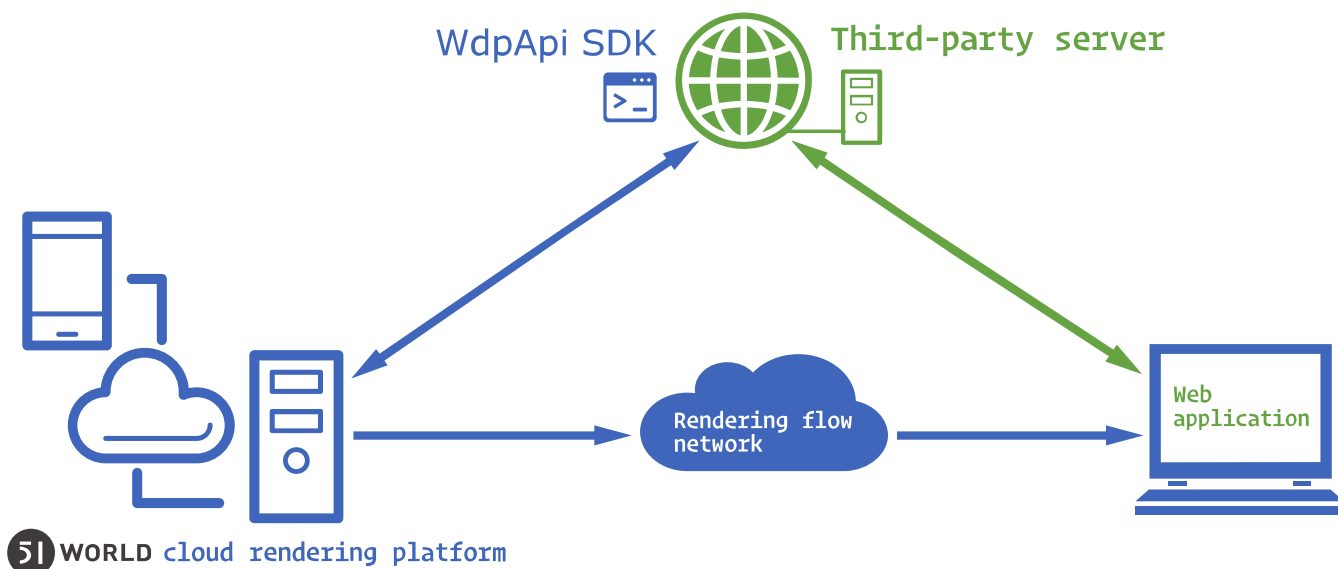 WdpApi SDK
Third-party server
Rendering flow
network
Web
application
51 WORLD cloud rendering platform